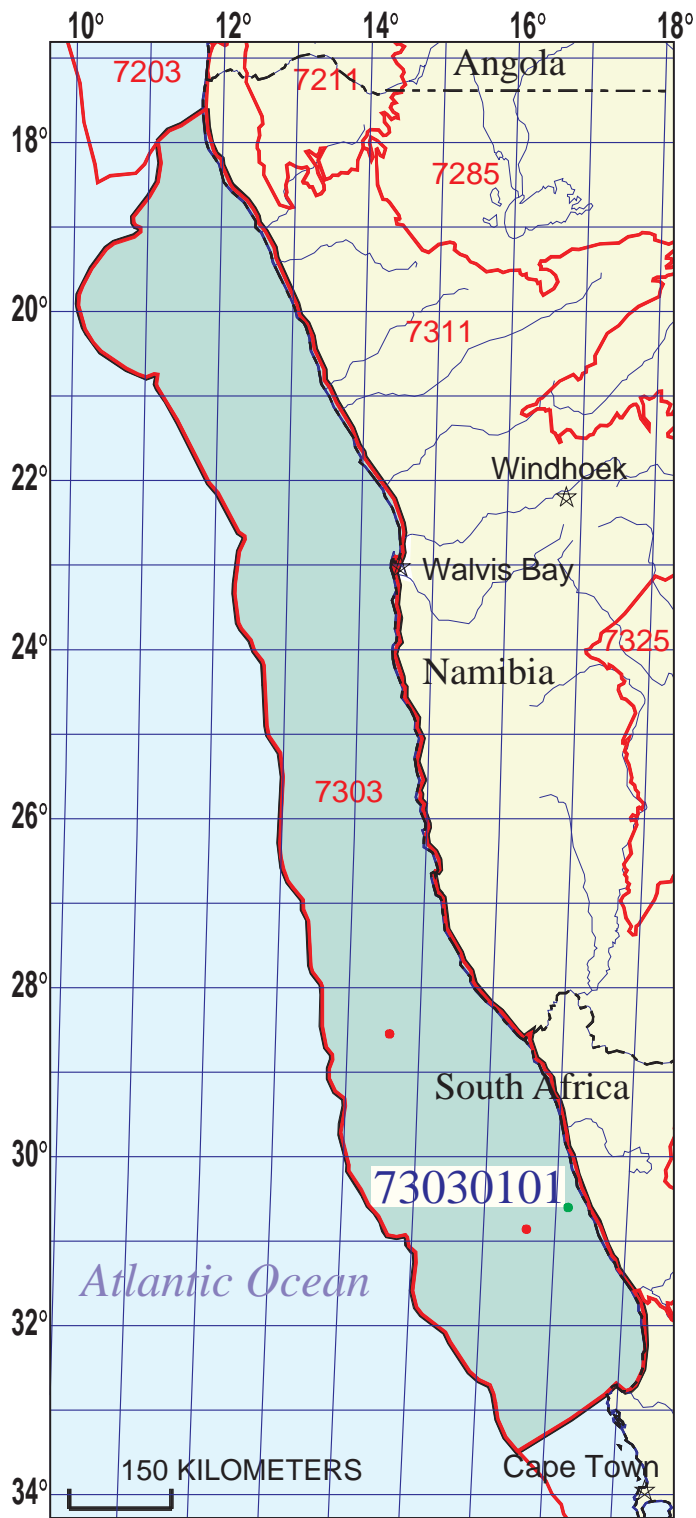 10° 12° 14° 16° 18°
7203
7211
Angola
18°
7285
20°
7311
22°
Windhoek
Walvis Bay
24°
7325
Namibia
7303
26°
28°
South Africa
30°
73030101
Atlantic Ocean
32°
150 KILOMETERS
Cape Town
34°